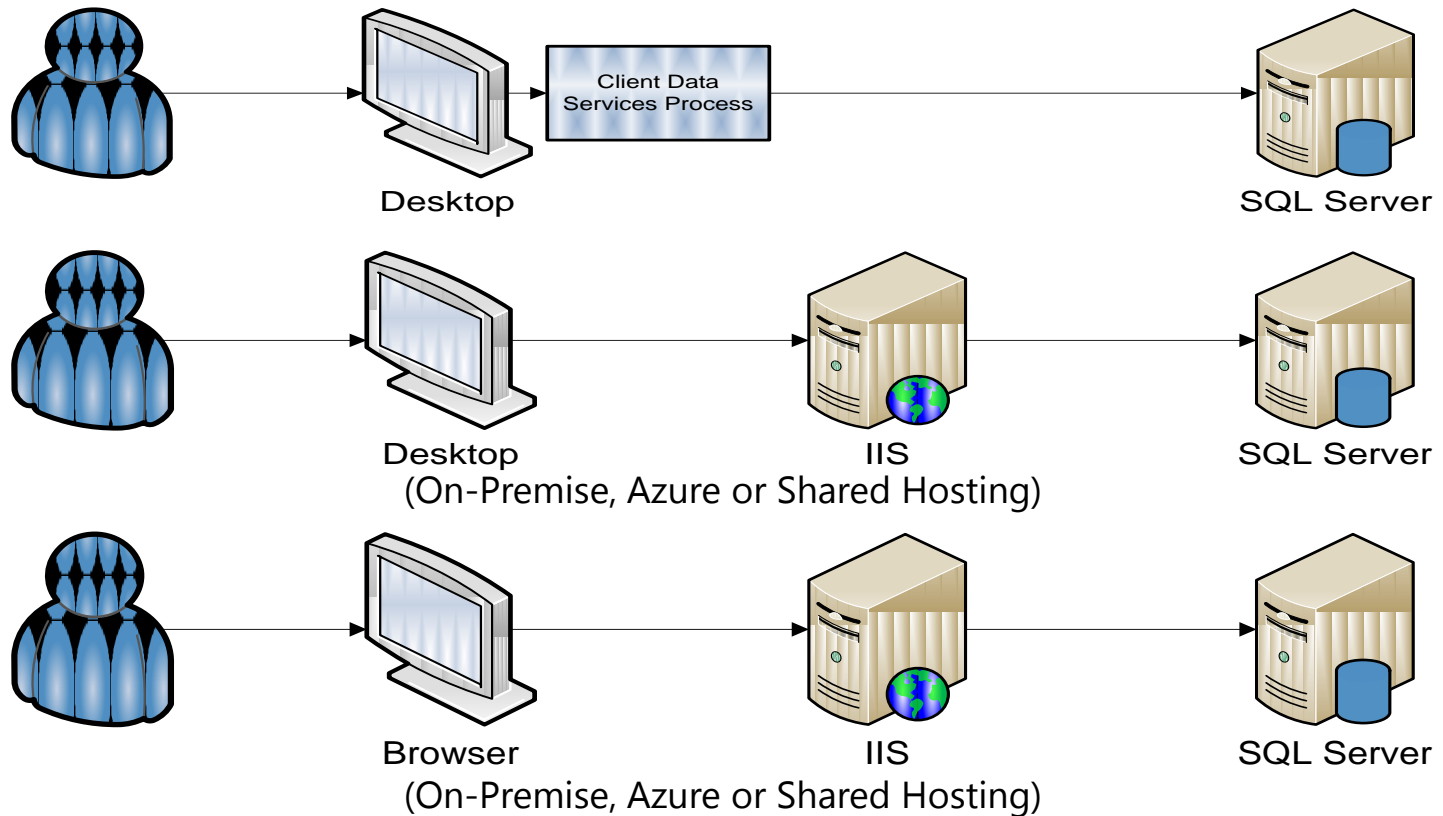 Client Data
Services Process
Desktop
SQL Server
Desktop
IIS
SQL Server
(On-Premise, Azure or Shared Hosting)
Browser
IIS
SQL Server
(On-Premise, Azure or Shared Hosting)